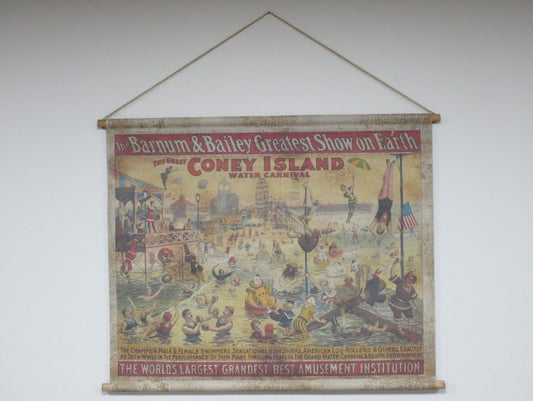 The Barnum & Bailey Greatest Show on Earth
THE GREAT CONEY ISLAND
WATER CARNIVAL
THE CHAMPION MALE & FEMALE SWIMMERS, SENSATIONAL HIGH DIVERS, AMERICAN LOG-ROLLERS & OTHERS, EXACTLY
AS SEEN WHILE IN THE PERFORMANCE OF THEIR MANY THRILLING FEATS IN THE GRAND WATER CARNIVAL & AQUATIC ENTERTAINMENT.
THE WORLDS LARGEST, GRANDEST, BEST, AMUSEMENT INSTITUTION.